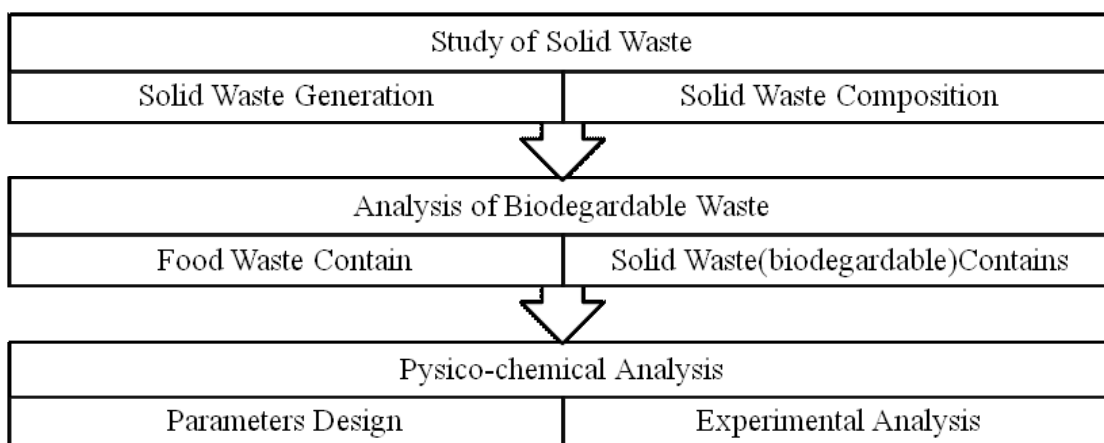 Study of Solid Waste
Solid Waste Generation
Solid Waste Composition
Analysis of Biodegardable Waste
Food Waste Contain
Solid Waste(biodegardable)Contains
Pysico-chemical Analysis
Parameters Design
Experimental Analysis